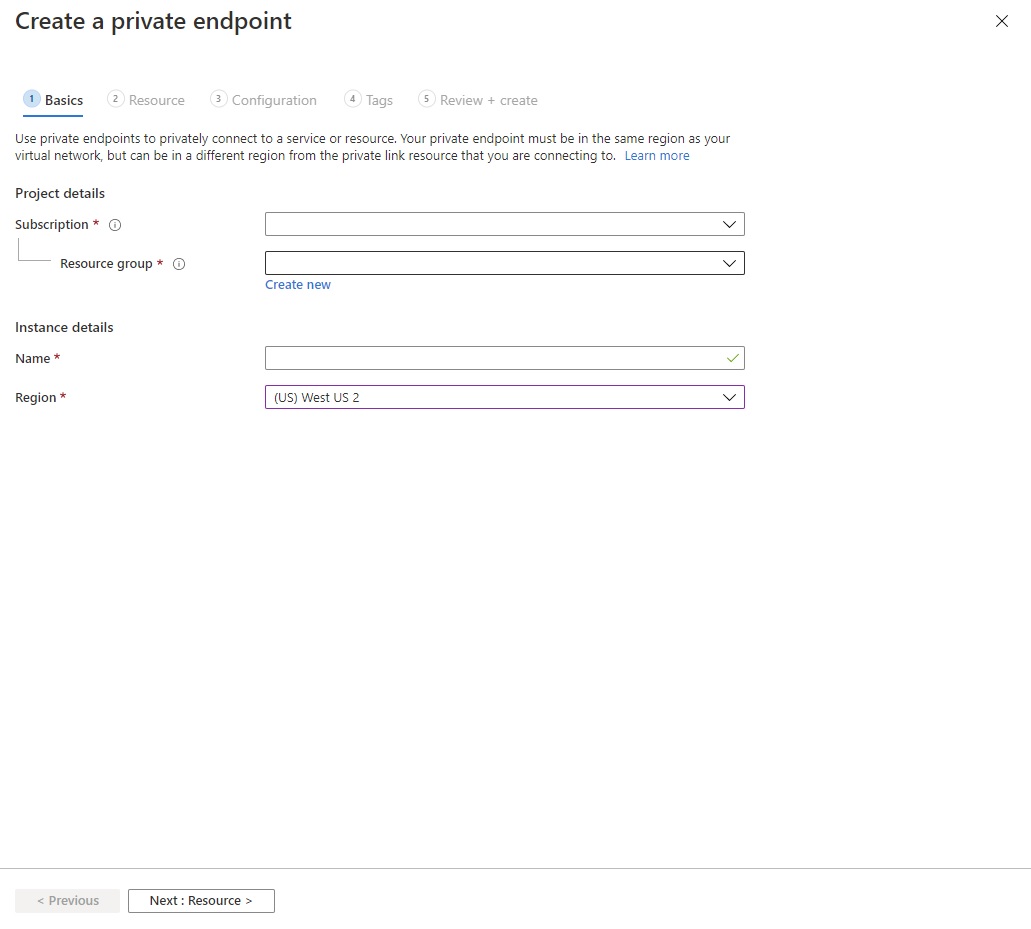 Create a private endpoint
1 Basics 2 Resource 3 Configuration 4 Tags 5 Review + create
Use private endpoints to privately connect to a service or resource. Your private endpoint must be in the same region as your
virtual network, but can be in a different region from the private link resource that you are connecting to. Learn more
Project details
Subscription *
Resource group *
Create new
Instance details
Name *
Region * (US) West US 2
< Previous Next : Resource >